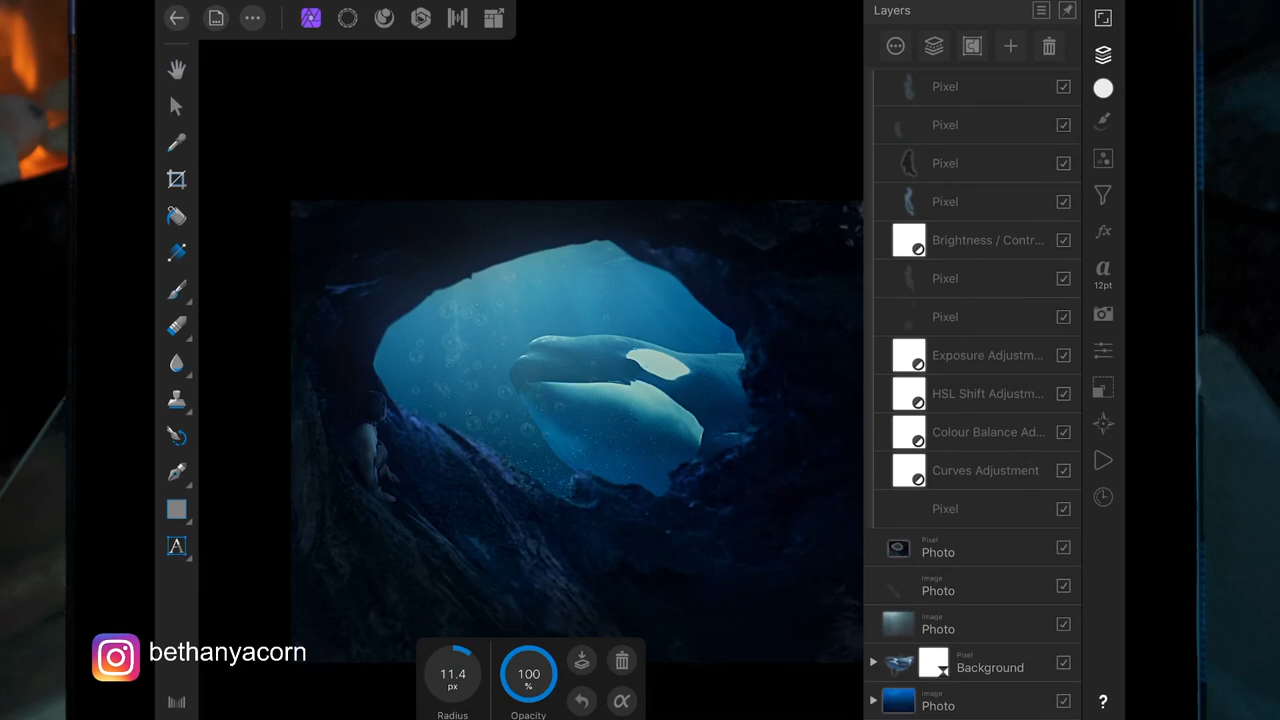 Layers
Pixel
Pixel
Pixel
Pixel
Brightness / Contr...
Pixel
Pixel
Exposure Adjustm...
HSL Shift Adjustm...
Colour Balance Ad...
Curves Adjustment
Pixel
Pixel
Photo
Image
Photo
Image
Photo
Pixel
Background
Image
Photo
a
12pt
fx
A
?
bethanyacorn
11.4
px
Radius
100
%
Opacity
α